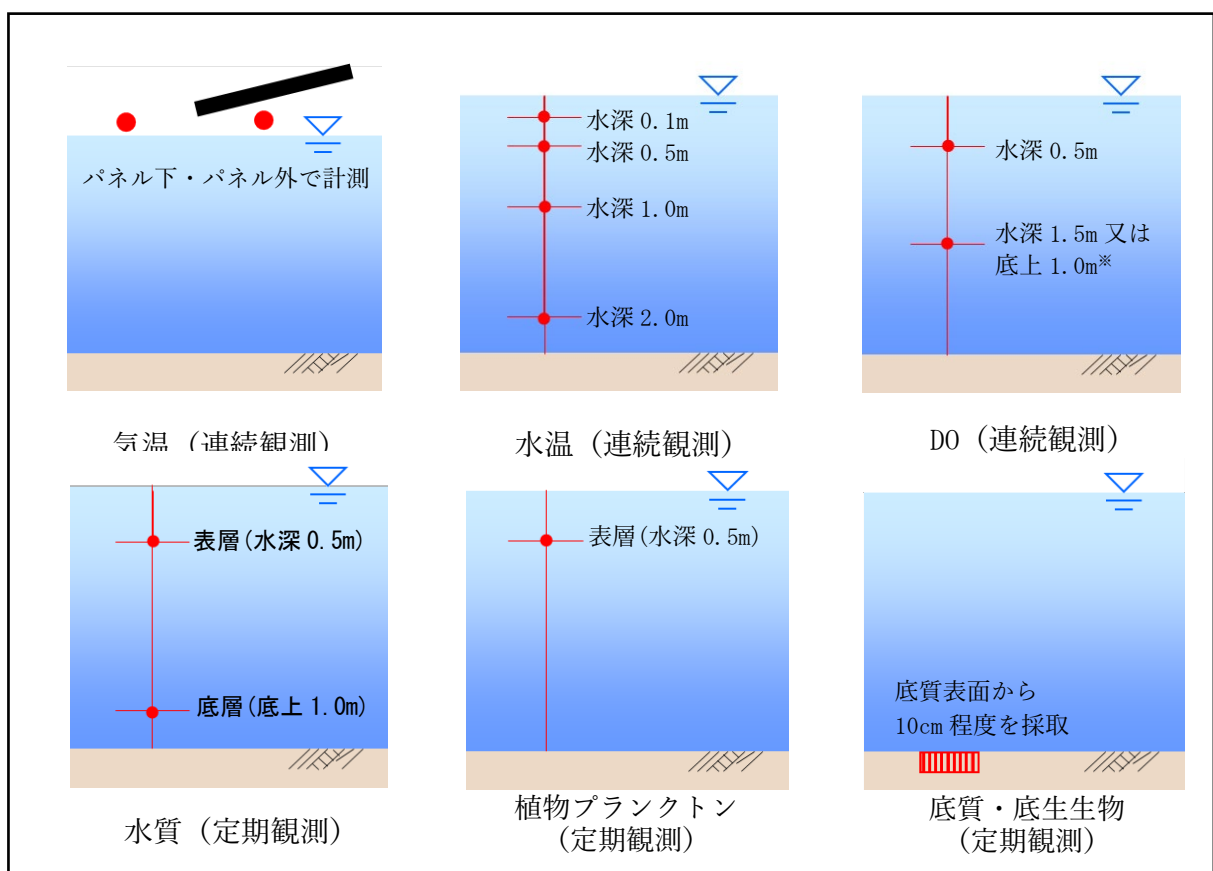 パネル下・パネル外で計測
気温（連続観測）
水深 0.1m
水深 0.5m
水深 1.0m
水深 2.0m
水温（連続観測）
水深 0.5m
水深 1.5m 又は
底上 1.0m※
DO（連続観測）
表層(水深 0.5m)
底層(底上 1.0m)
水質（定期観測）
表層(水深 0.5m)
植物プランクトン
（定期観測）
底質表面から
10cm 程度を採取
底質・底生生物
（定期観測）